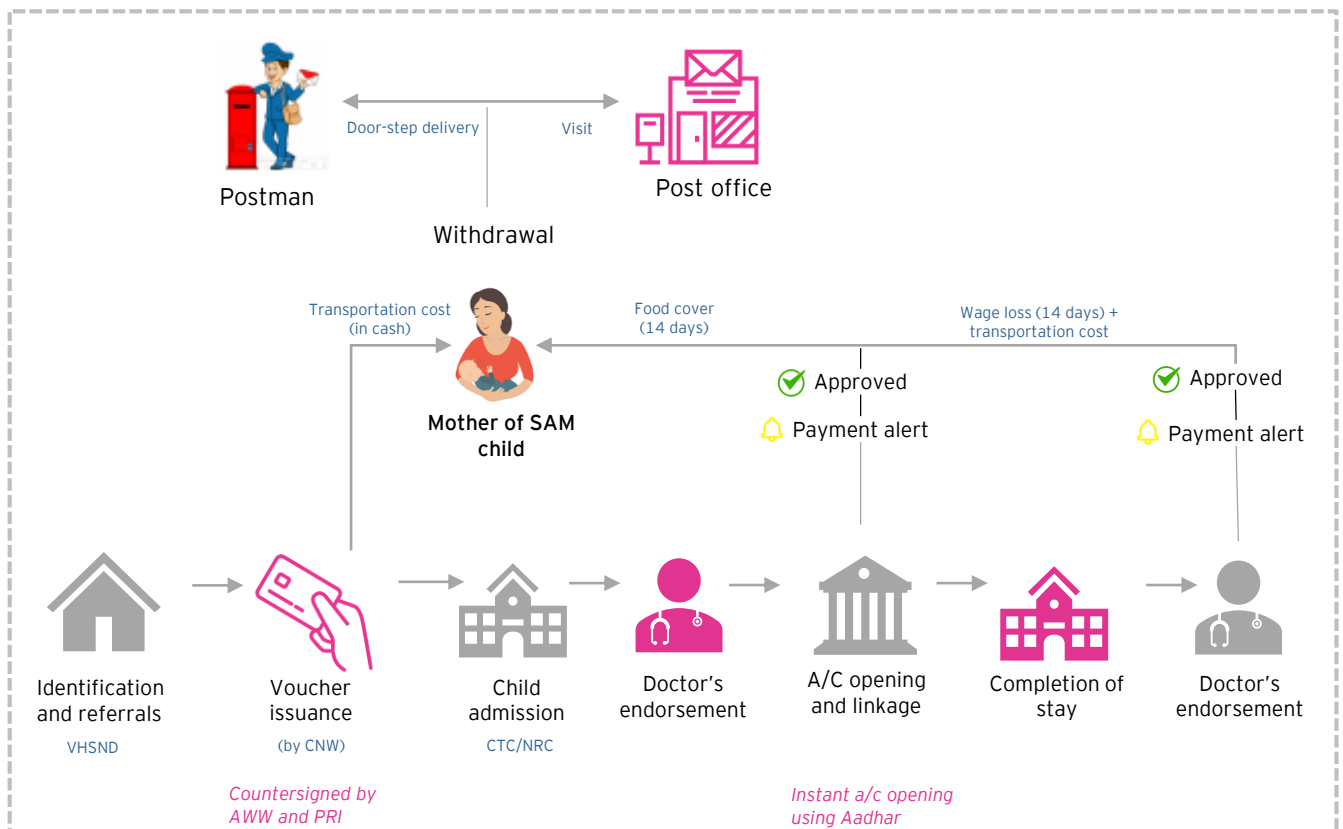 Door-step delivery
Visit
Postman
Post office
Withdrawal
Transportation cost
(in cash)
Food cover
(14 days)
Wage loss (14 days) +
transportation cost
Approved
Approved
Mother of SAM
child
Payment alert
Payment alert
Identification
and referrals
VHSND
Voucher
issuance
(by CNW)
Countersigned by
AWW and PRI
Child
admission
CTC/NRC
Doctor's
endorsement
A/C opening
and linkage
Instant a/c opening
using Aadhar
Completion of
stay
Doctor's
endorsement